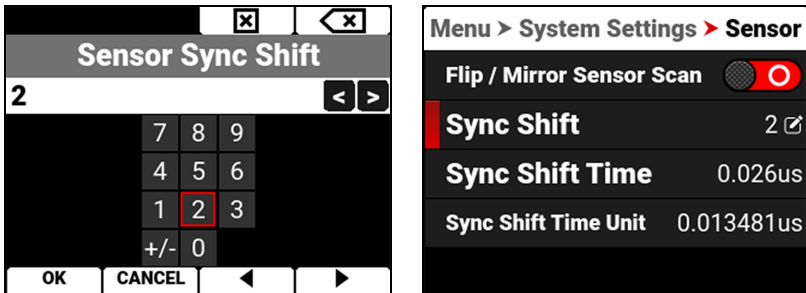 Sensor Sync Shift
2 < >
7 8 9
4 5 6
1 2 3
+/- 0
OK CANCEL ◀ ▶
Menu > System Settings > Sensor
Flip / Mirror Sensor Scan
Sync Shift 2
Sync Shift Time 0.026us
Sync Shift Time Unit 0.013481us